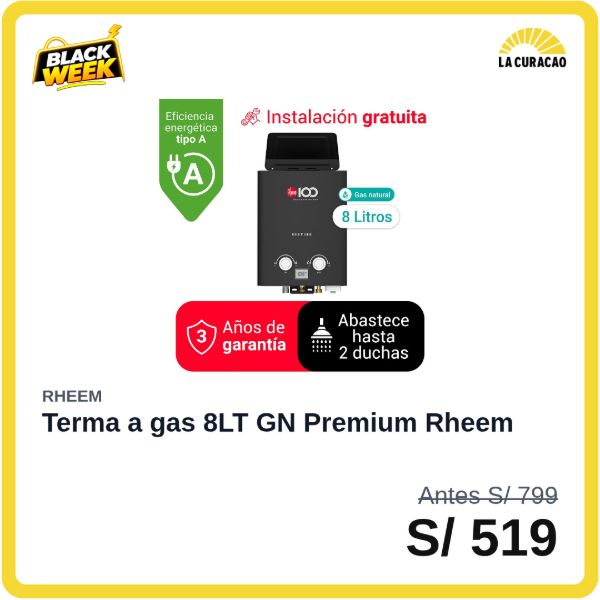 BLACK
WEEK
LA CURACAO
Eficiencia
energética
tipo A
A
Instalación gratuita
100
Gas natural
8 Litros
3
Años de
garantía
Abastece
hasta
2 duchas
RHEEM
Terma a gas 8LT GN Premium Rheem
Antes S/ 799
S/ 519